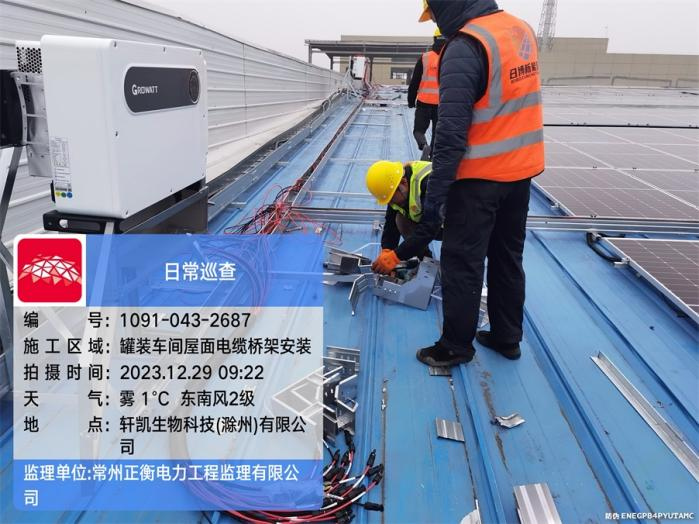 GROWATT
日博新能源
日常巡查
编 号：1091-043-2687
施工区域：罐装车间屋面电缆桥架安装
拍摄时间：2023.12.29 09:22
天 气：雾 1℃ 东南风2级
地 点：轩凯生物科技(滁州)有限公
司
监理单位:常州正衡电力工程监理有限公
司
防伪 ENEGPB4PYUTAMC